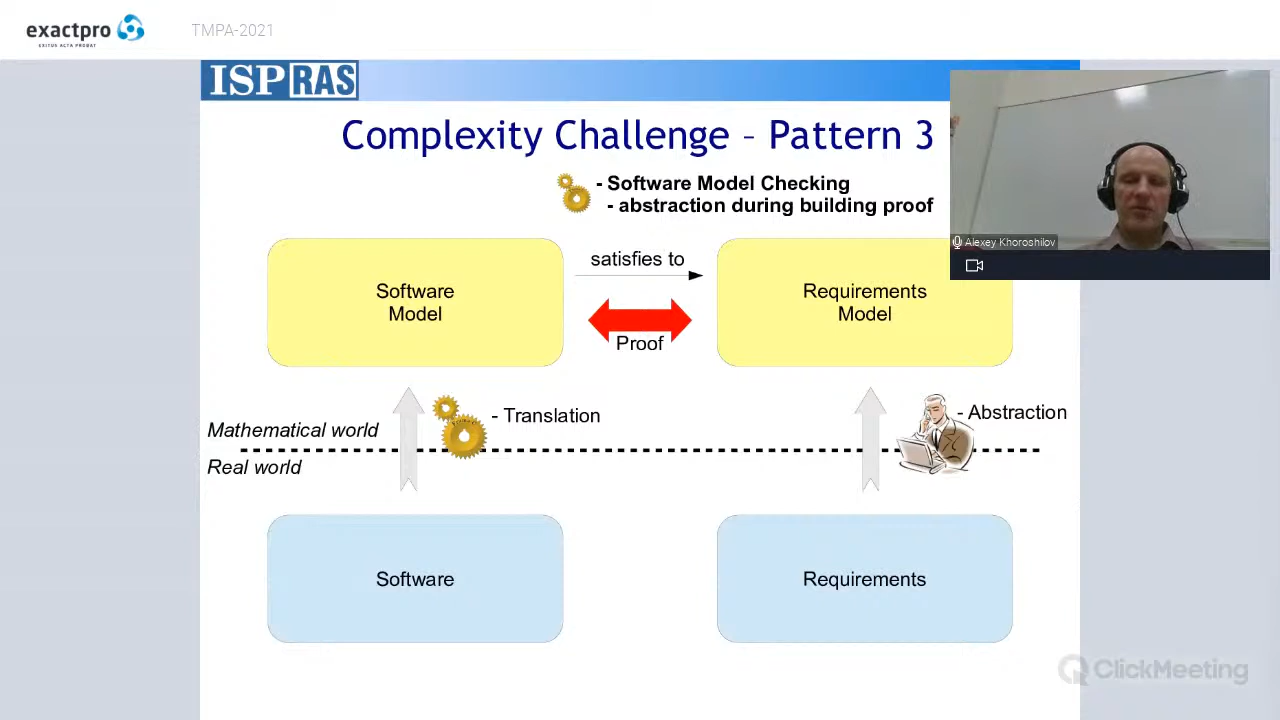 exactpro
EXITUS ACTA PROBAT
TMPA-2021
ISPRAS
Complexity Challenge – Pattern 3
- Software Model Checking
- abstraction during building proof
Alexey Khoroshilov
Software
Model
satisfies to
Proof
Requirements
Model
- Translation
- Abstraction
Mathematical world
Real world
Software
Requirements
ClickMeeting